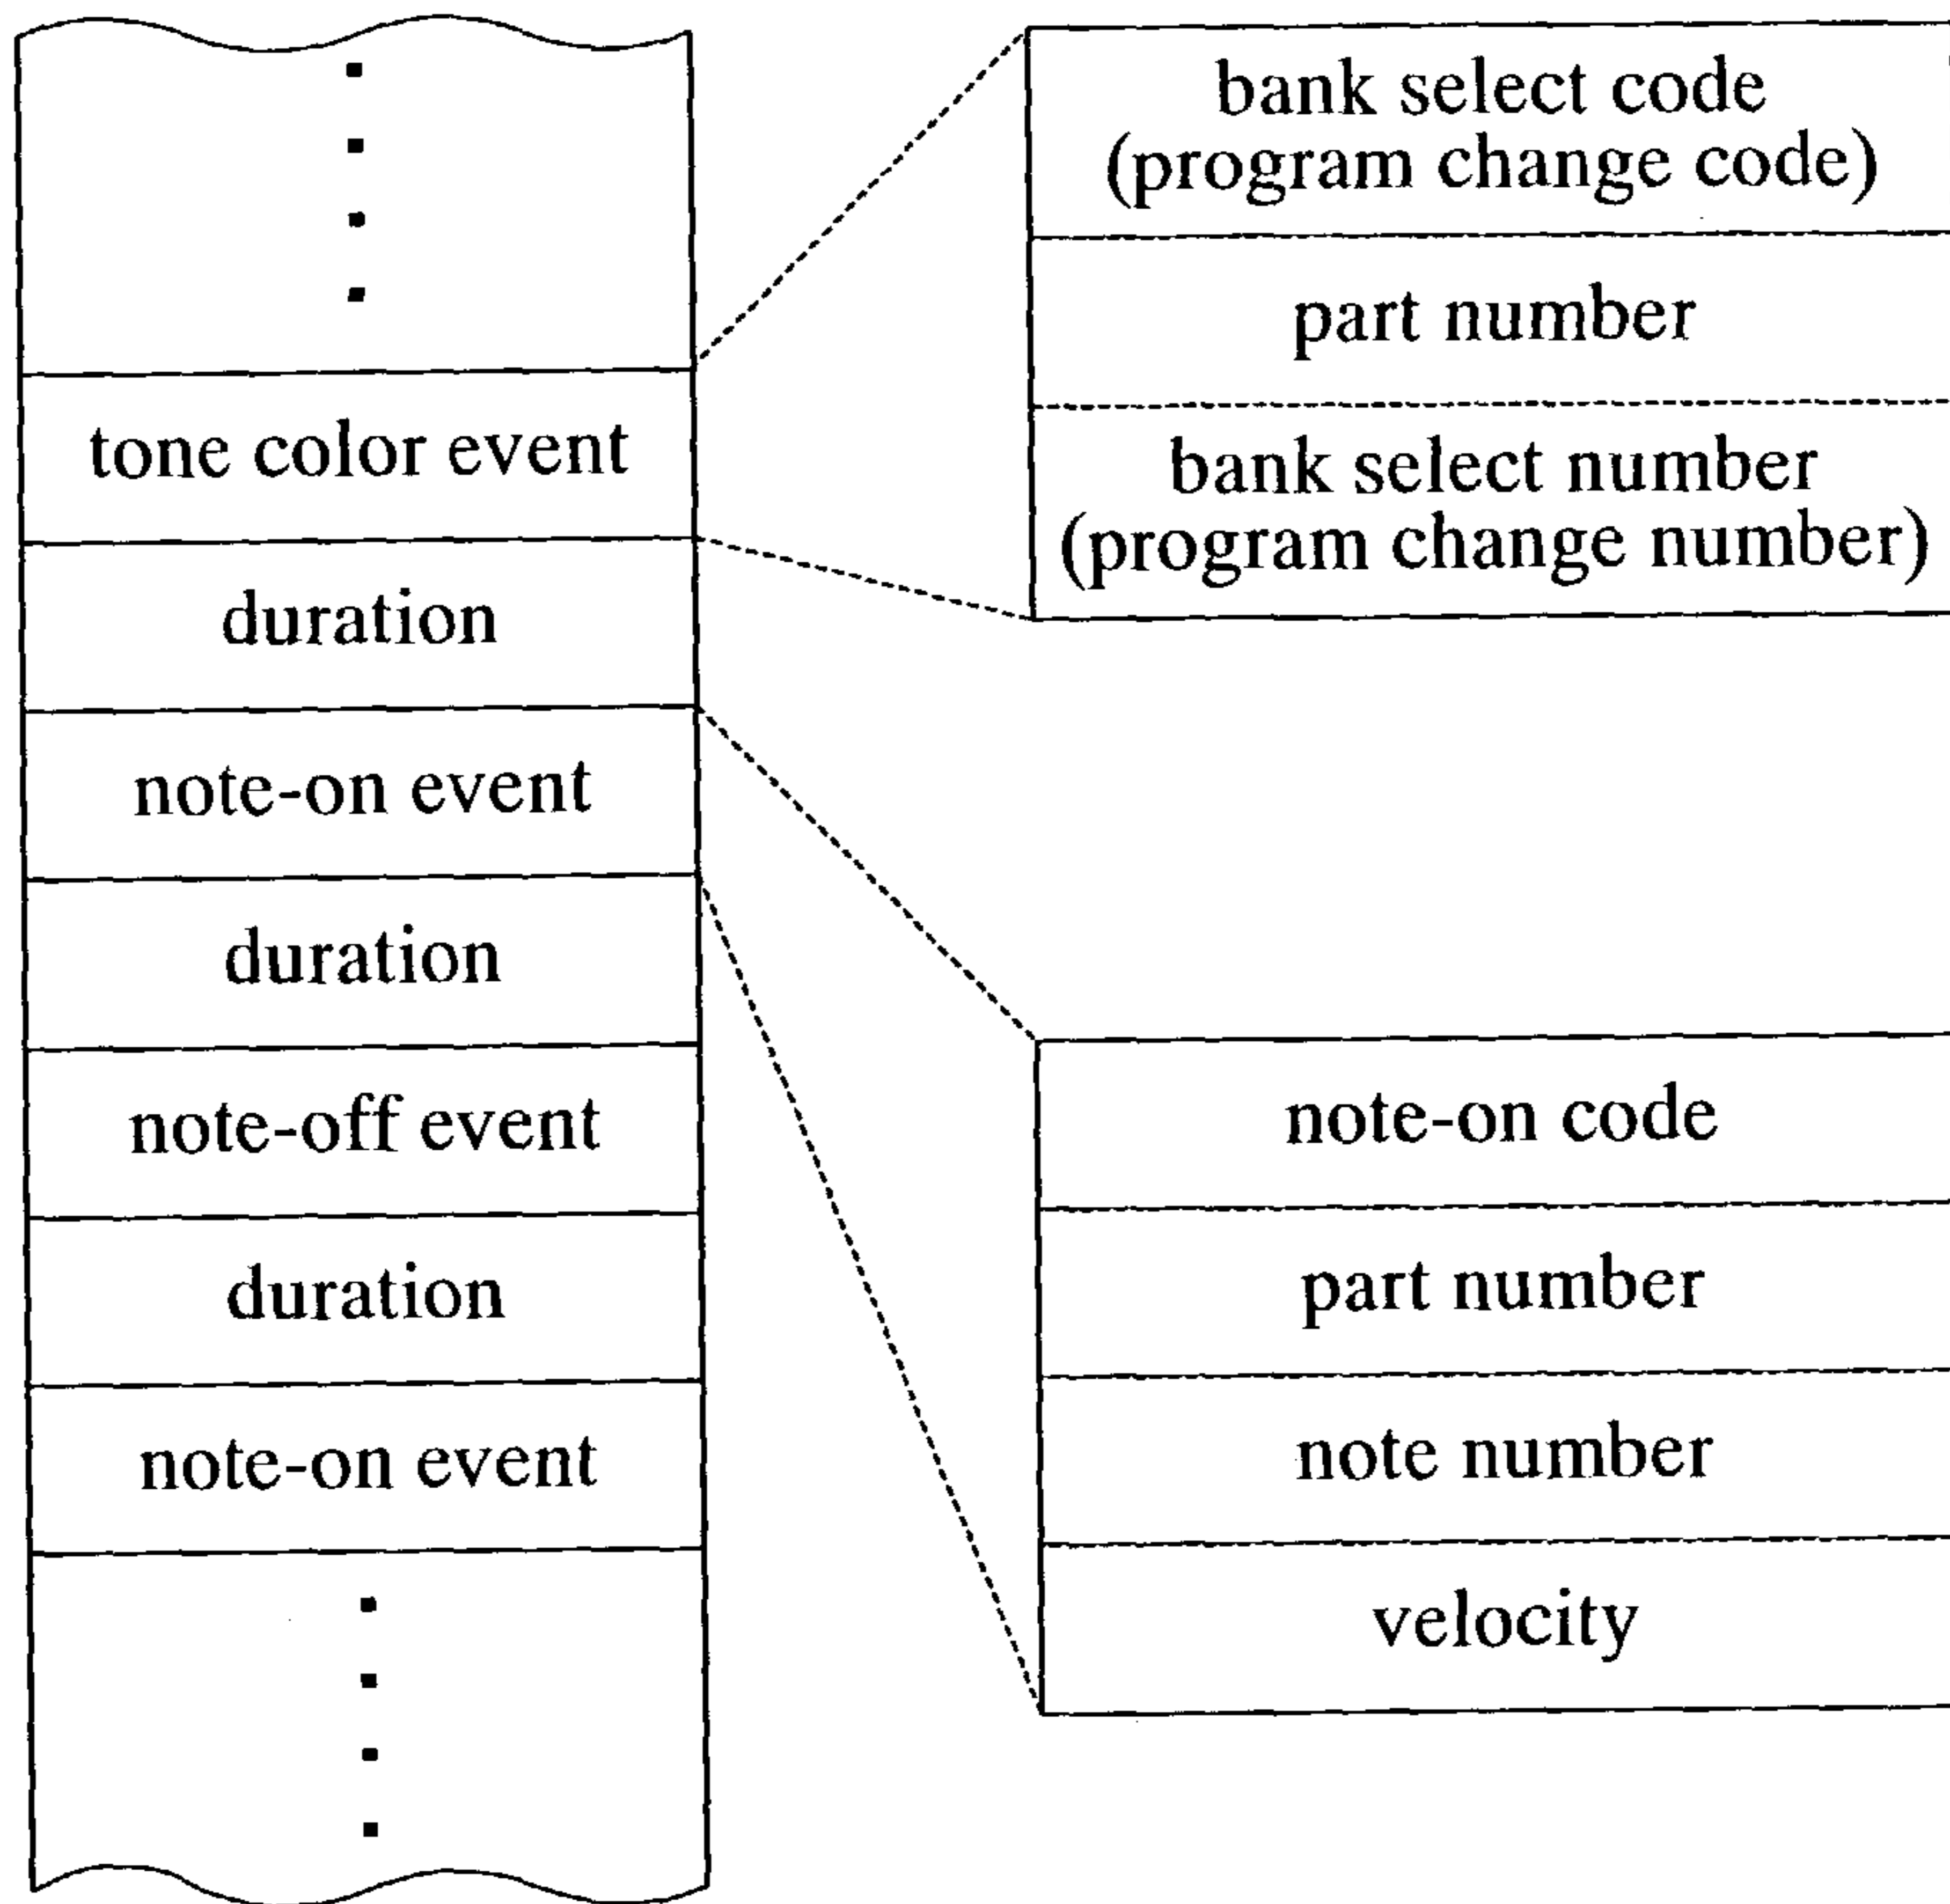 tone color event
duration
note-on event
duration
note-off event
duration
note-on event
bank select code
(program change code)
part number
bank select number
(program change number)
note-on code
part number
note number
velocity